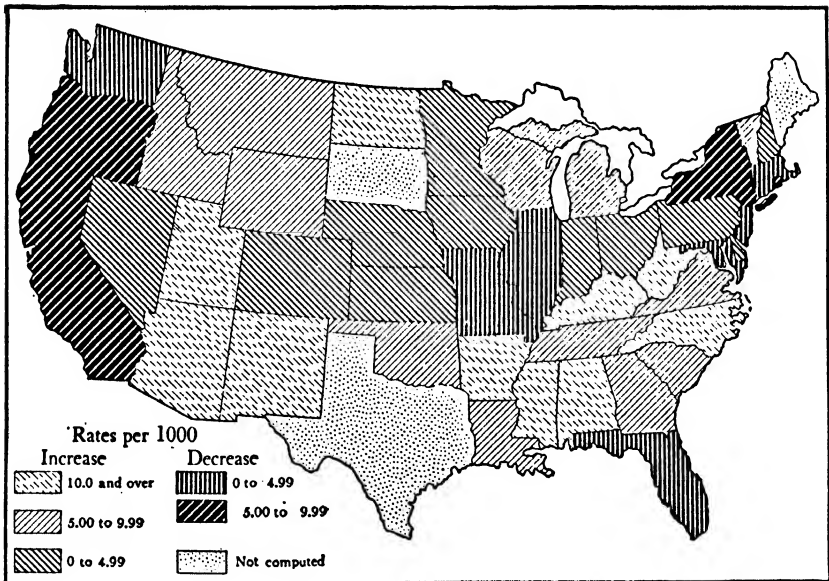 Rates per 1000
Increase
10.0 and over
5.00 to 9.99
0 to 4.99
Decrease
0 to 4.99
5.00 to 9.99
Not computed